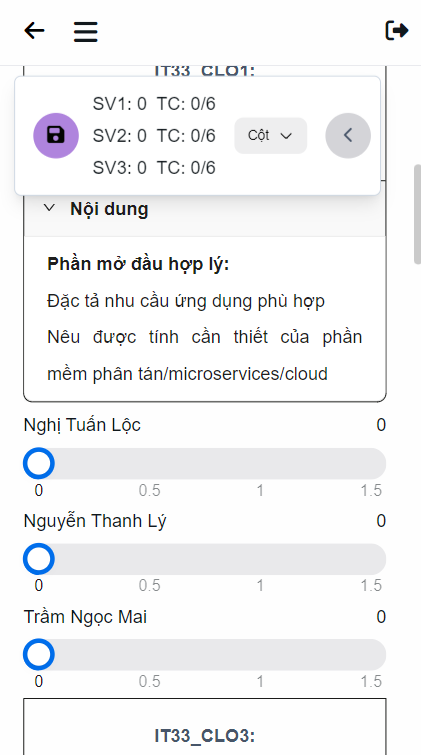 IT33_CLO1:
SV1: 0 TC: 0/6
SV2: 0 TC: 0/6
SV3: 0 TC: 0/6
Cột
Nội dung
Phần mở đầu hợp lý:
Đặc tả nhu cầu ứng dụng phù hợp
Nêu được tính cần thiết của phần
mềm phân tán/microservices/cloud
Nghị Tuấn Lộc 0
0 0.5 1 1.5
Nguyễn Thanh Lý 0
0 0.5 1 1.5
Trầm Ngọc Mai 0
0 0.5 1 1.5
IT33_CLO3: